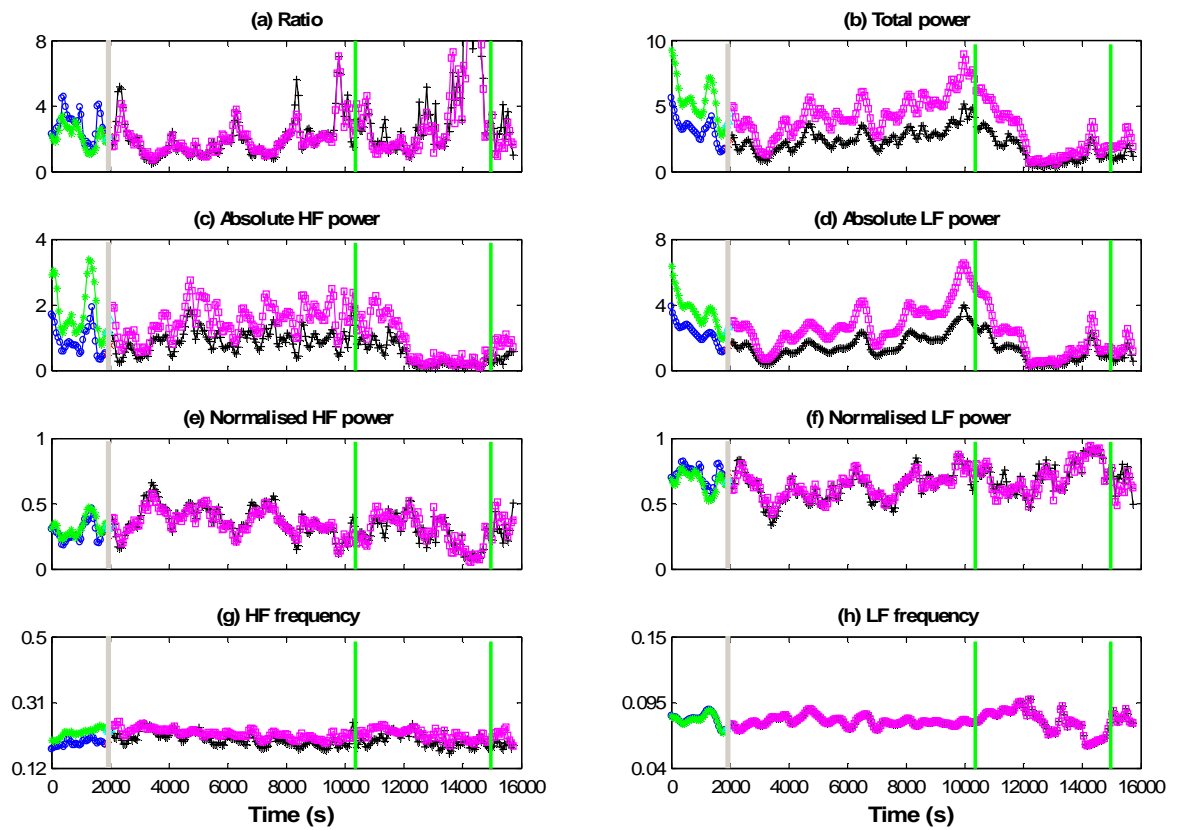 (a) Ratio
8
4
0
(b) Total power
10
5
0
(c) Absolute HF power
4
2
0
(d) Absolute LF power
8
4
0
(e) Normalised HF power
1
0.5
0
(f) Normalised LF power
1
0.5
0
(g) HF frequency
0.5
0.31
0.12
0 2000 4000 6000 8000 10000 12000 14000 16000
Time (s)
(h) LF frequency
0.15
0.095
0.04
0 2000 4000 6000 8000 10000 12000 14000 16000
Time (s)